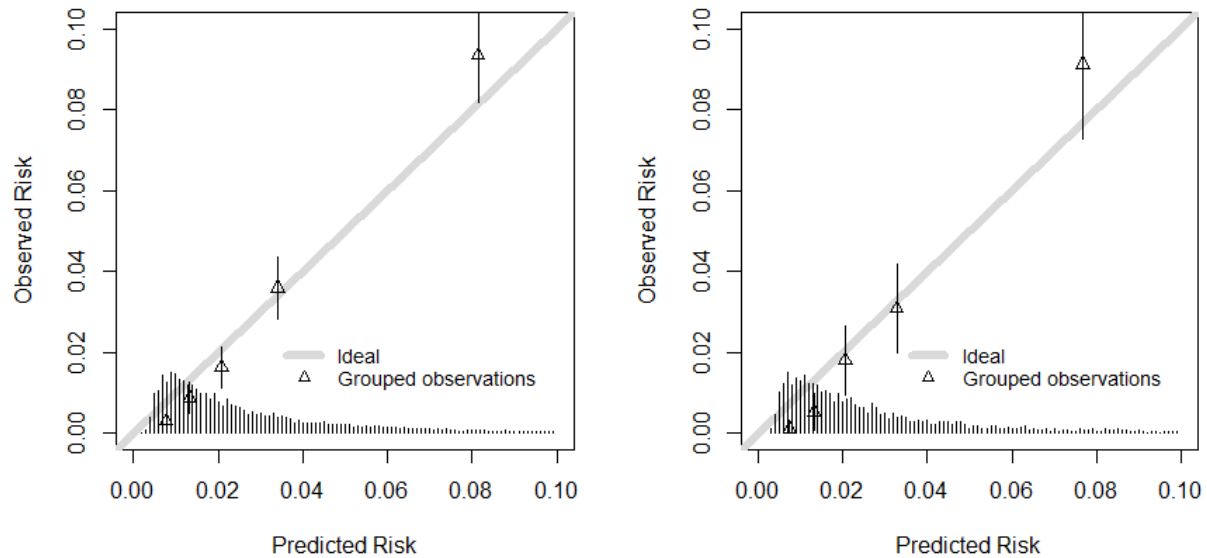 0.10
0.08
0.06
0.04
0.02
0.00
Observed Risk
Ideal
Grouped observations
0.00 0.02 0.04 0.06 0.08 0.10
Predicted Risk
0.10
0.08
0.06
0.04
0.02
0.00
Observed Risk
Ideal
Grouped observations
0.00 0.02 0.04 0.06 0.08 0.10
Predicted Risk